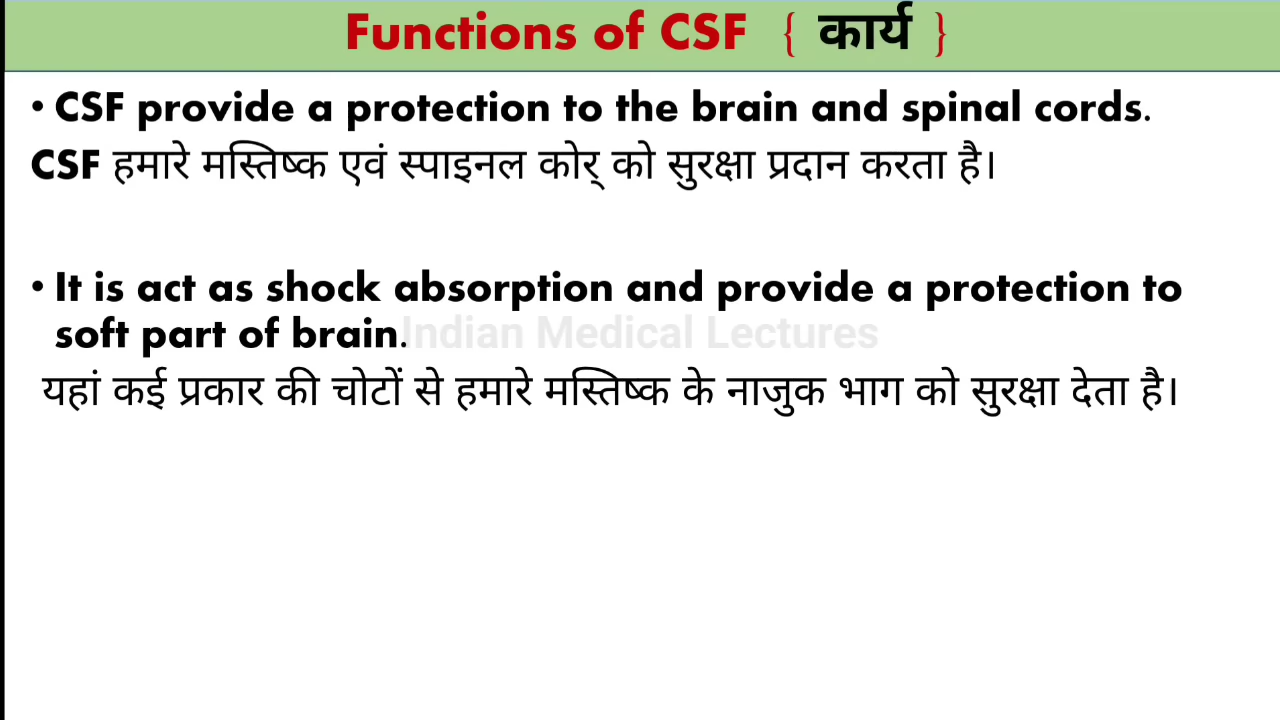 Functions of CSF { कार्य }
• CSF provide a protection to the brain and spinal cords.
CSF हमारे मस्तिष्क एवं स्पाइनल कोर् को सुरक्षा प्रदान करता है।
• It is act as shock absorption and provide a protection to
soft part of brain.
Indian Medical Lectures
यहां कई प्रकार की चोटों से हमारे मस्तिष्क के नाजुक भाग को सुरक्षा देता है।